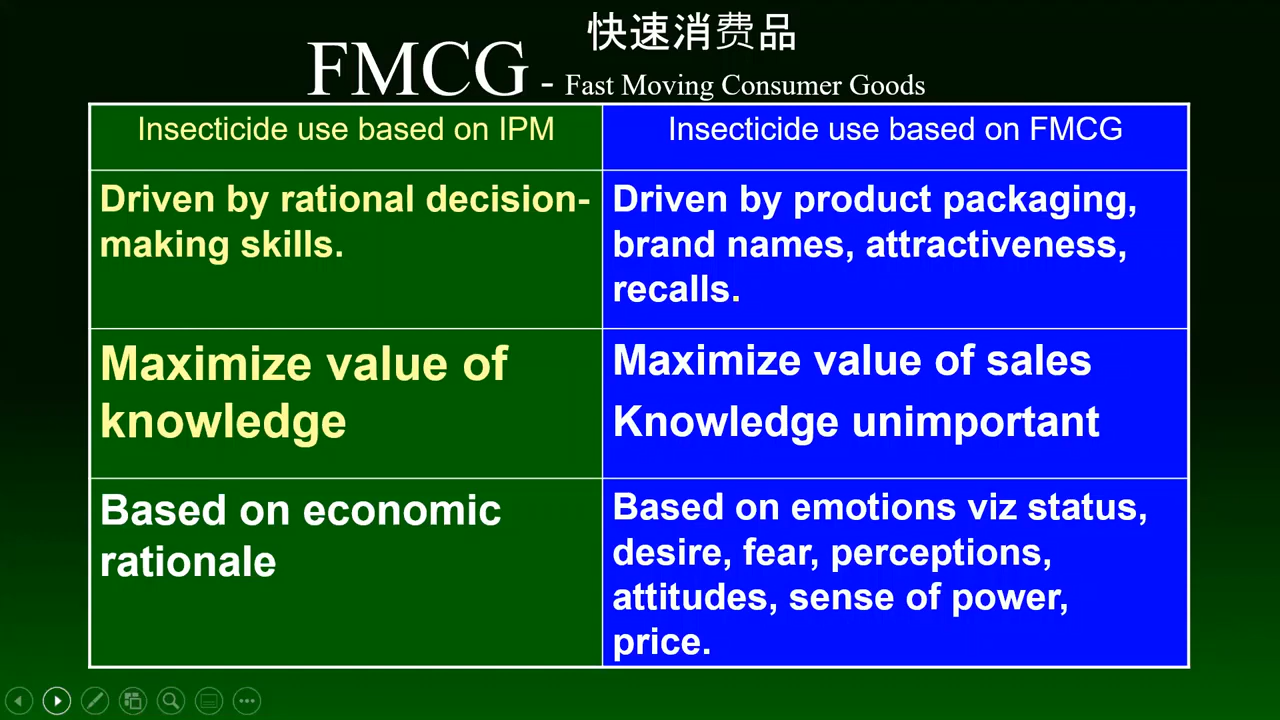 快速消费品
FMCG - Fast Moving Consumer Goods
Insecticide use based on IPM
Insecticide use based on FMCG
Driven by rational decision-
making skills.
Driven by product packaging,
brand names, attractiveness,
recalls.
Maximize value of
knowledge
Maximize value of sales
Knowledge unimportant
Based on economic
rationale
Based on emotions viz status,
desire, fear, perceptions,
attitudes, sense of power,
price.